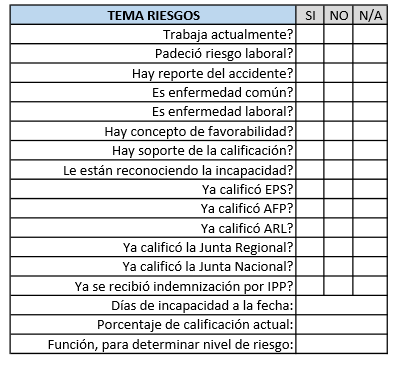 TEMA RIESGOS SI NO N/A
Trabaja actualmente?
Padeció riesgo laboral?
Hay reporte del accidente?
Es enfermedad común?
Es enfermedad laboral?
Hay concepto de favorabilidad?
Hay soporte de la calificación?
Le están reconociendo la incapacidad?
Ya calificó EPS?
Ya calificó AFP?
Ya calificó ARL?
Ya calificó la Junta Regional?
Ya calificó la Junta Nacional?
Ya se recibió indemnización por IPP?
Días de incapacidad a la fecha:
Porcentaje de calificación actual:
Función, para determinar nivel de riesgo: